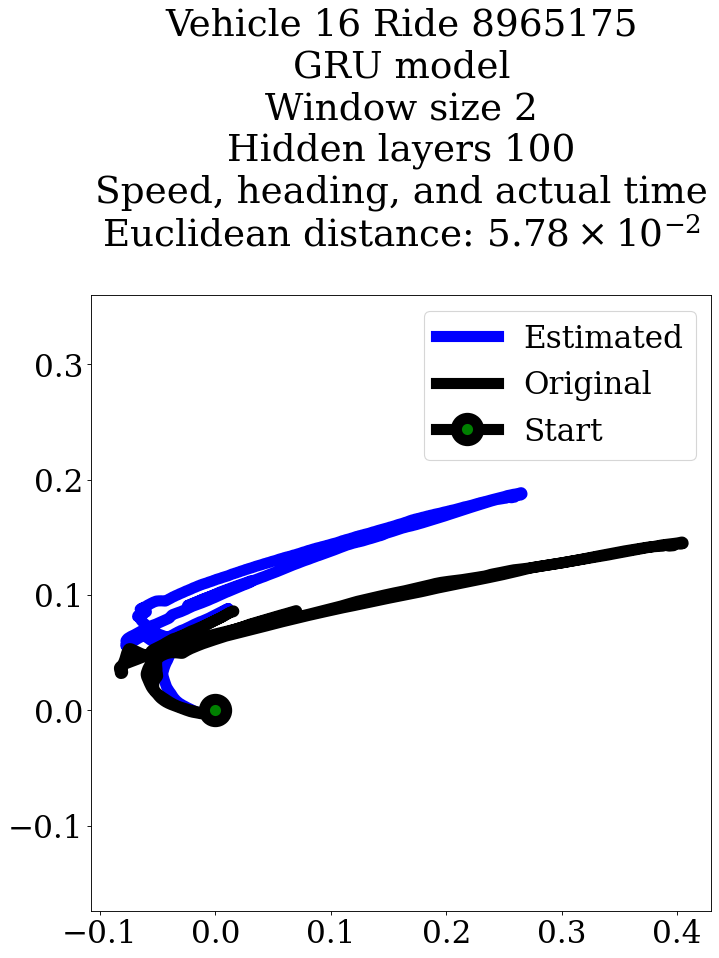 Vehicle 16 Ride 8965175
GRU model
Window size 2
Hidden layers 100
Speed, heading, and actual time
Euclidean distance: 5.78 × 10⁻²
Estimated
Original
Start
0.3
0.2
0.1
0.0
−0.1
−0.1 0.0 0.1 0.2 0.3 0.4